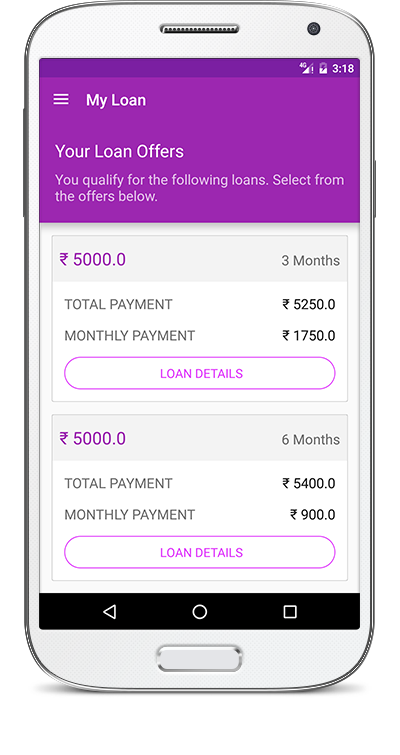 4G 3:18
My Loan
Your Loan Offers
You qualify for the following loans. Select from
the offers below.
₹ 5000.0 3 Months
TOTAL PAYMENT ₹ 5250.0
MONTHLY PAYMENT ₹ 1750.0
LOAN DETAILS
₹ 5000.0 6 Months
TOTAL PAYMENT ₹ 5400.0
MONTHLY PAYMENT ₹ 900.0
LOAN DETAILS